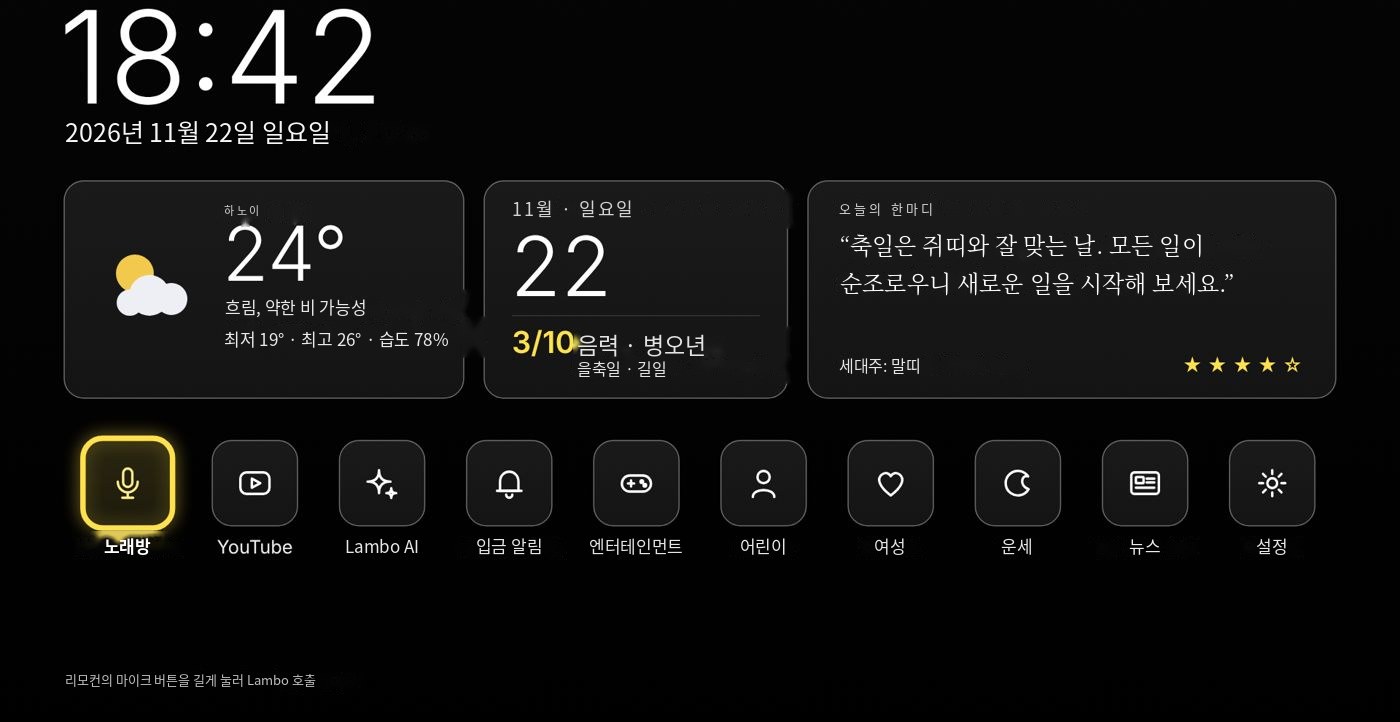 18:42
2026년 11월 22일 일요일
하노이
24°
흐림, 약한 비 가능성
최저 19° · 최고 26° · 습도 78%
11월 · 일요일
22
3/10 음력 · 병오년
을축일 · 길일
오늘의 한마디
“축일은 쥐띠와 잘 맞는 날. 모든 일이
순조로우니 새로운 일을 시작해 보세요.”
세대주: 말띠
★ ★ ★ ★ ☆
노래방
YouTube
Lambo AI
입금 알림
엔터테인먼트
어린이
여성
운세
뉴스
설정
리모컨의 마이크 버튼을 길게 눌러 Lambo 호출